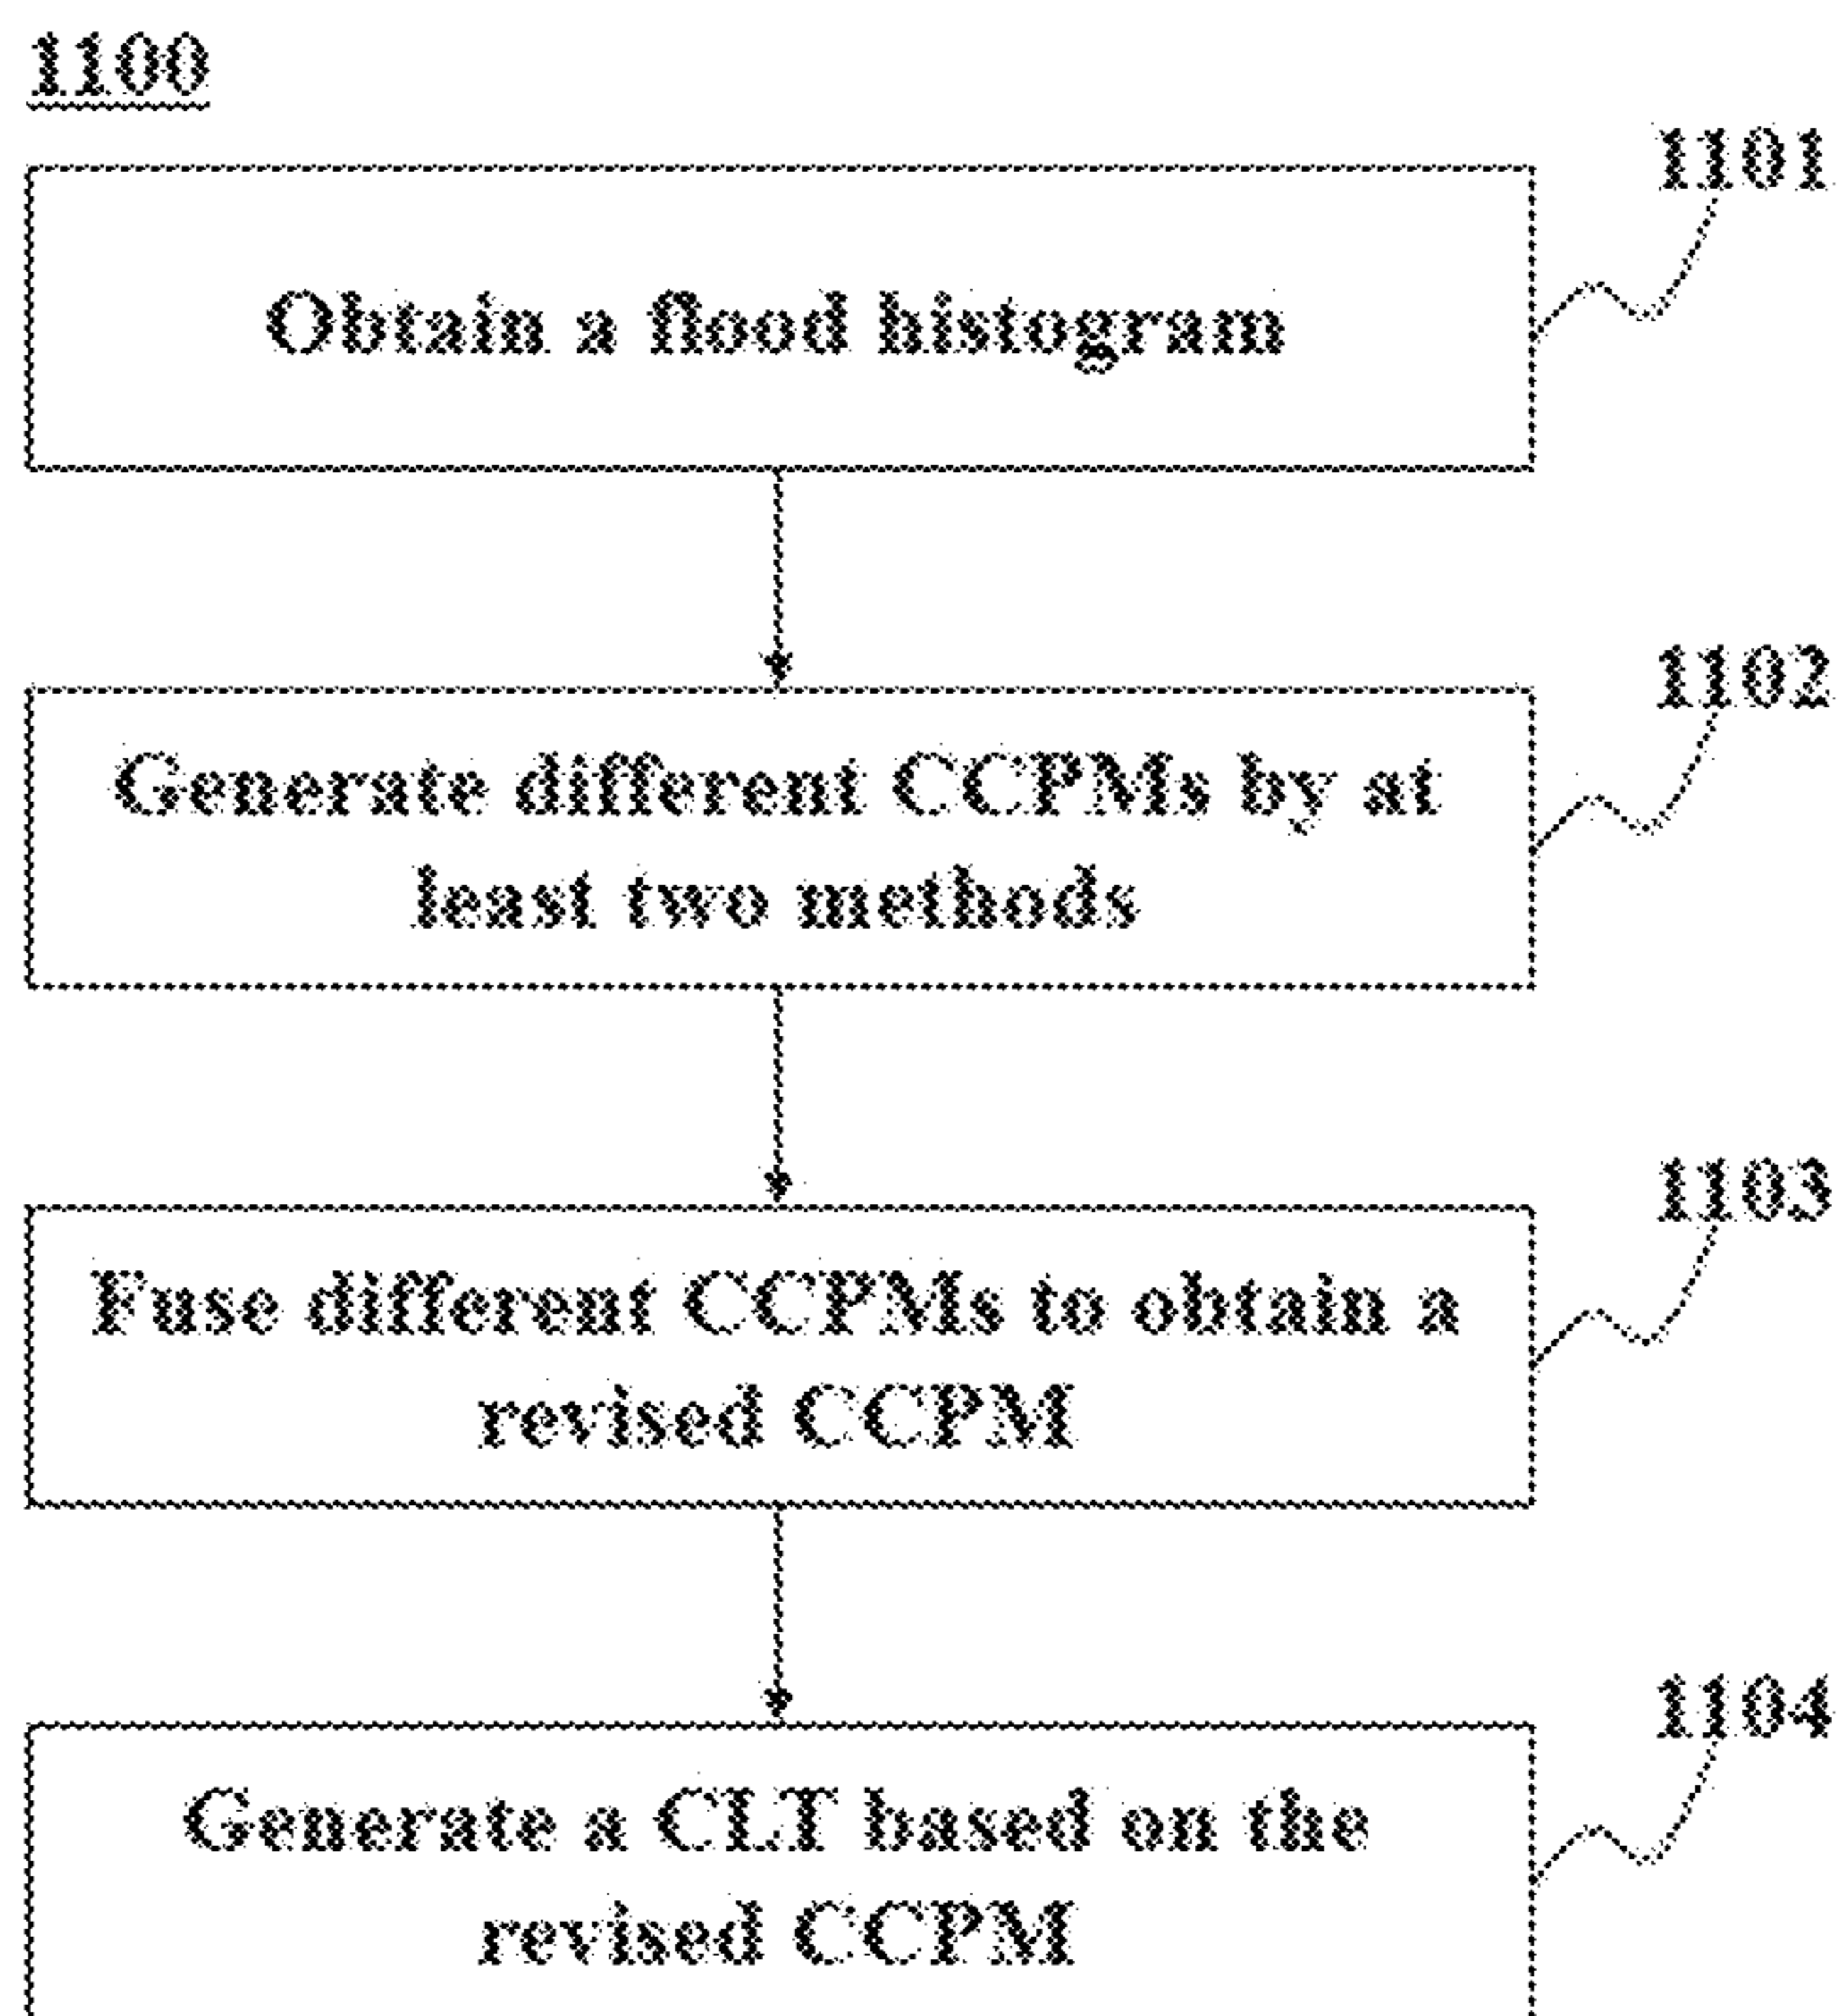 1100
1101
Obtain a flood histogram
1102
Generate different CCPMs by at
least two methods
1103
Fuse different CCPMs to obtain a
revised CCPM
1104
Generate a CLT based on the
revised CCPM